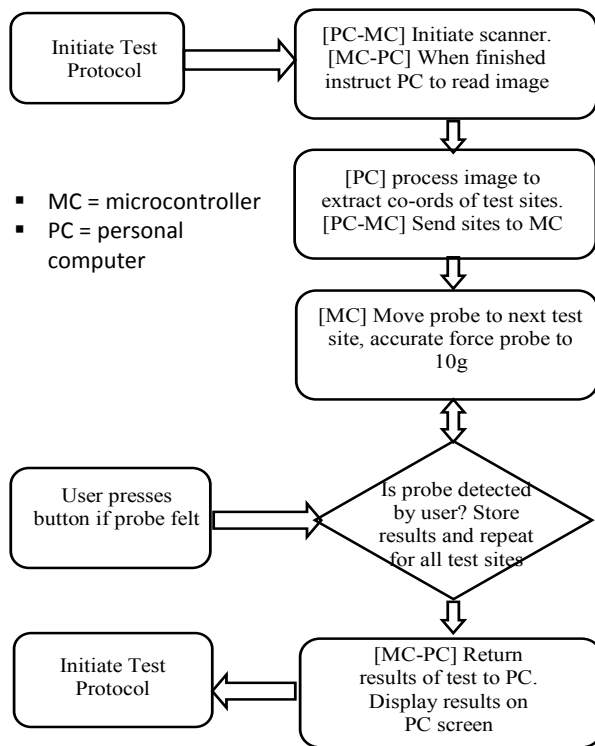 Initiate Test
Protocol
[PC-MC] Initiate scanner.
[MC-PC] When finished
instruct PC to read image
[PC] process image to
extract co-ords of test sites.
[PC-MC] Send sites to MC
▪ MC = microcontroller
▪ PC = personal
computer
[MC] Move probe to next test
site, accurate force probe to
10g
User presses
button if probe felt
Is probe detected
by user? Store
results and repeat
for all test sites
[MC-PC] Return
results of test to PC.
Display results on
PC screen
Initiate Test
Protocol